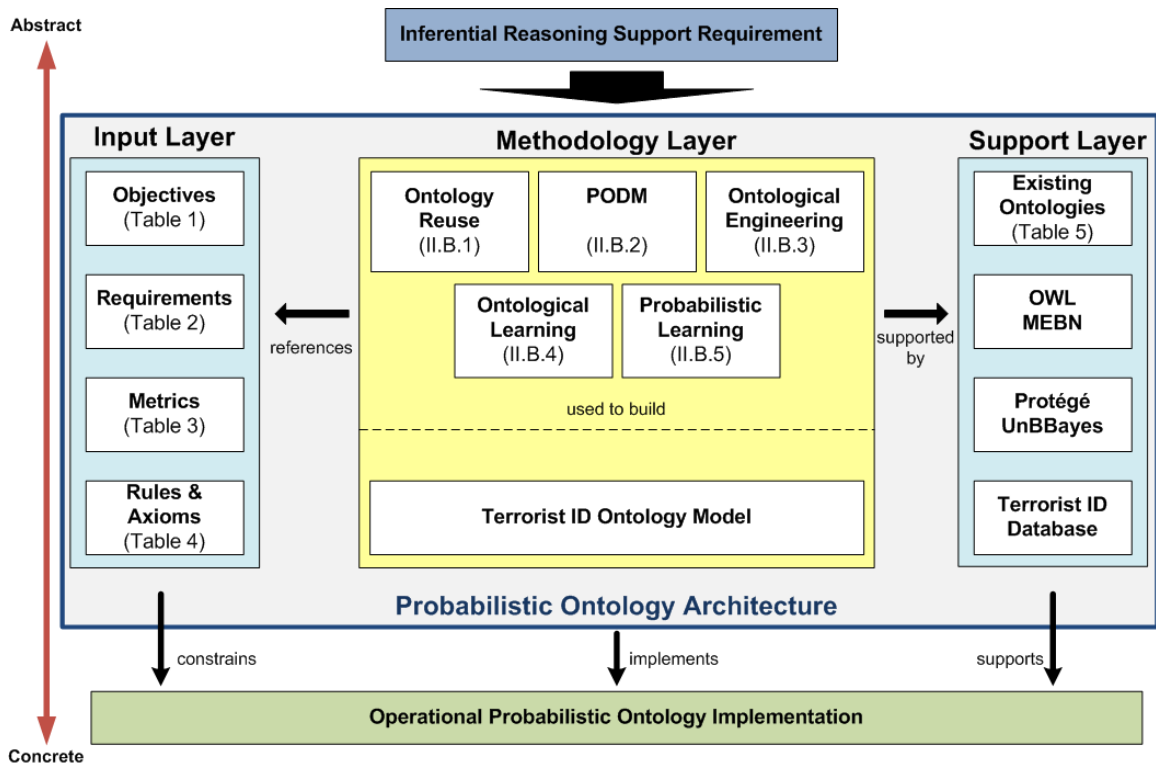 Abstract
Inferential Reasoning Support Requirement
Input Layer
Objectives
(Table 1)
Requirements
(Table 2)
Metrics
(Table 3)
Rules &
Axioms
(Table 4)
references
Methodology Layer
Ontology
Reuse
(II.B.1)
PODM
(II.B.2)
Ontological
Engineering
(II.B.3)
Ontological
Learning
(II.B.4)
Probabilistic
Learning
(II.B.5)
used to build
Terrorist ID Ontology Model
supported
by
Support Layer
Existing
Ontologies
(Table 5)
OWL
MEBN
Protégé
UnBBayes
Terrorist ID
Database
Probabilistic Ontology Architecture
constrains
implements
supports
Operational Probabilistic Ontology Implementation
Concrete